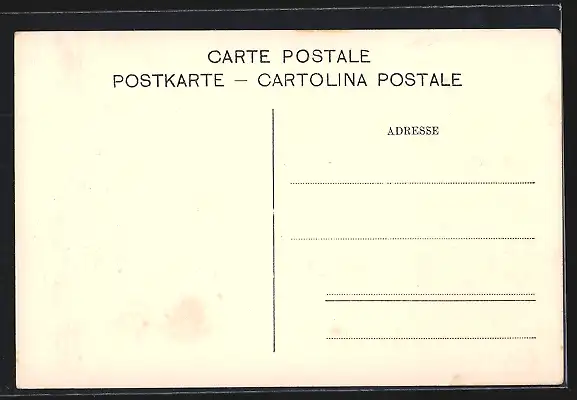 CARTE POSTALE
POSTKARTE — CARTOLINA POSTALE
ADRESSE